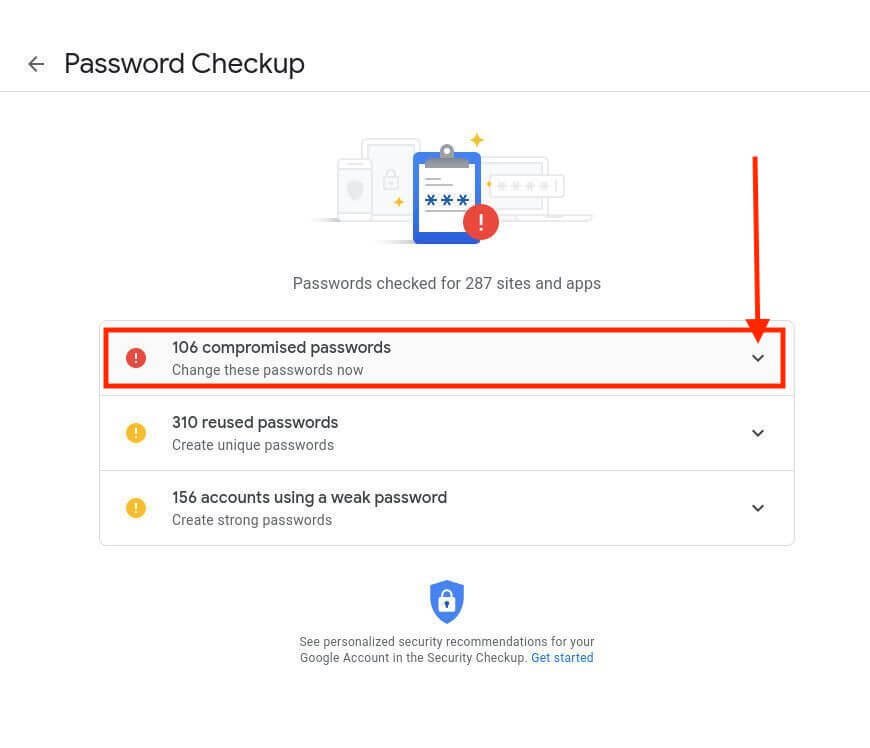 Password Checkup
Passwords checked for 287 sites and apps
106 compromised passwords
Change these passwords now
310 reused passwords
Create unique passwords
156 accounts using a weak password
Create strong passwords
See personalized security recommendations for your
Google Account in the Security Checkup. Get started